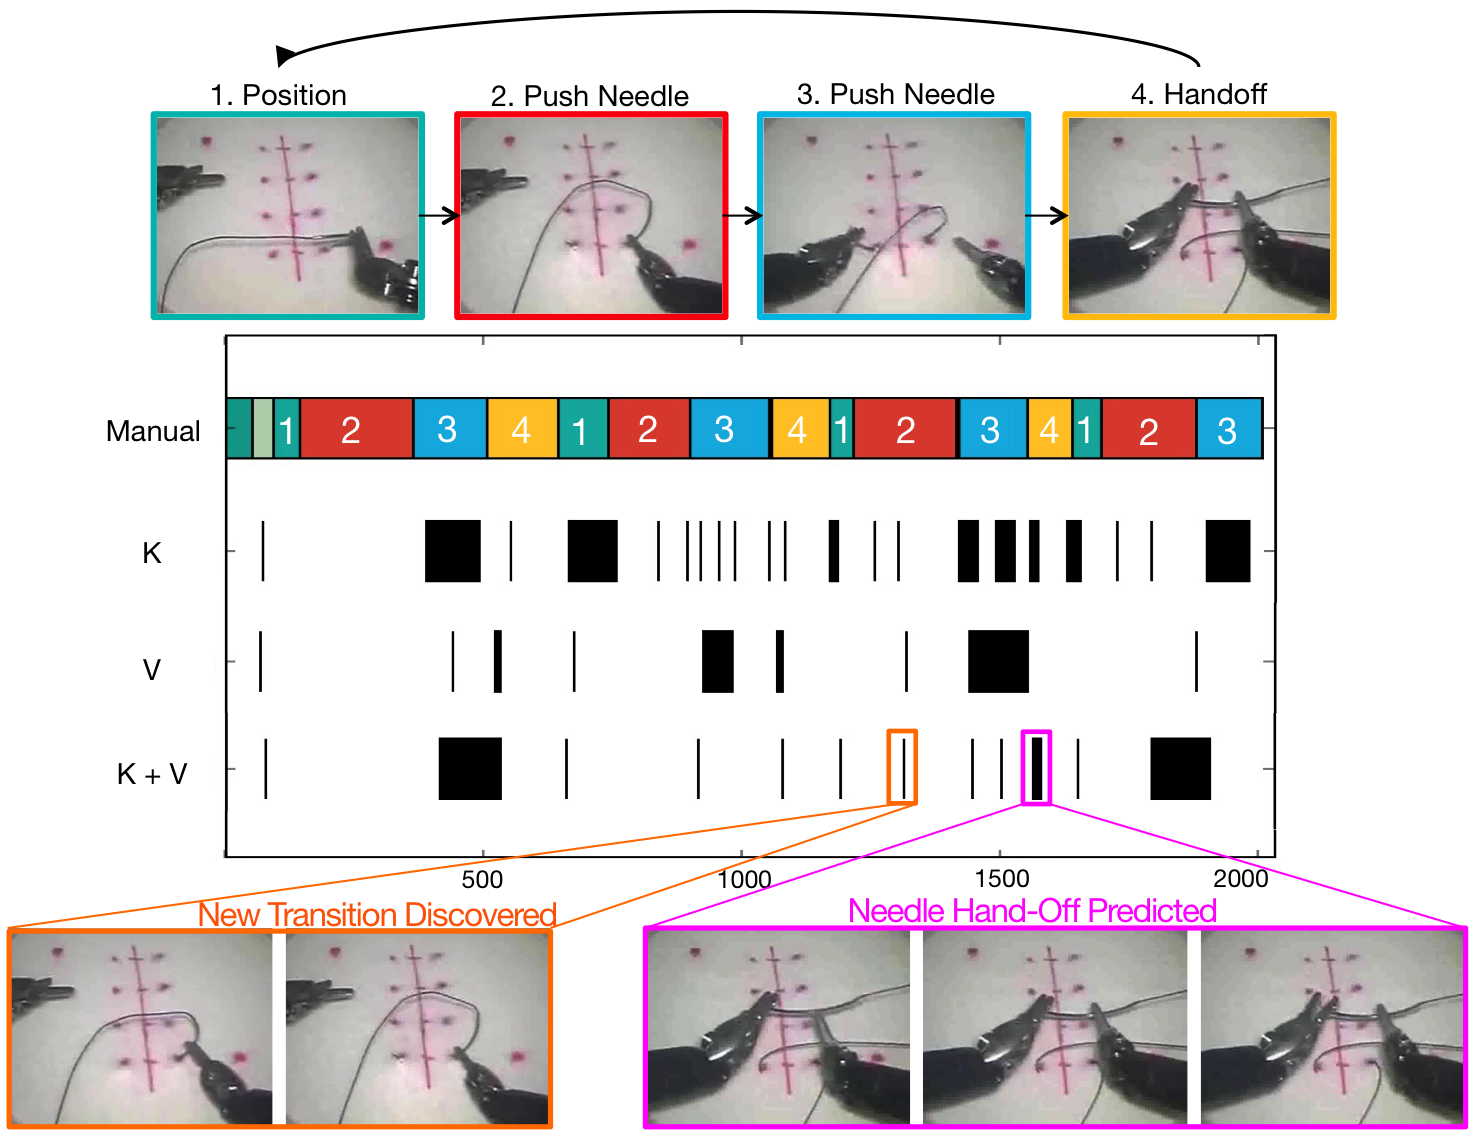 1. Position
2. Push Needle
3. Push Needle
4. Handoff
Manual
1 2 3 4 1 2 3 4 1 2 3 4 1 2 3
K
V
K + V
500 1000 1500 2000
New Transition Discovered
Needle Hand-Off Predicted